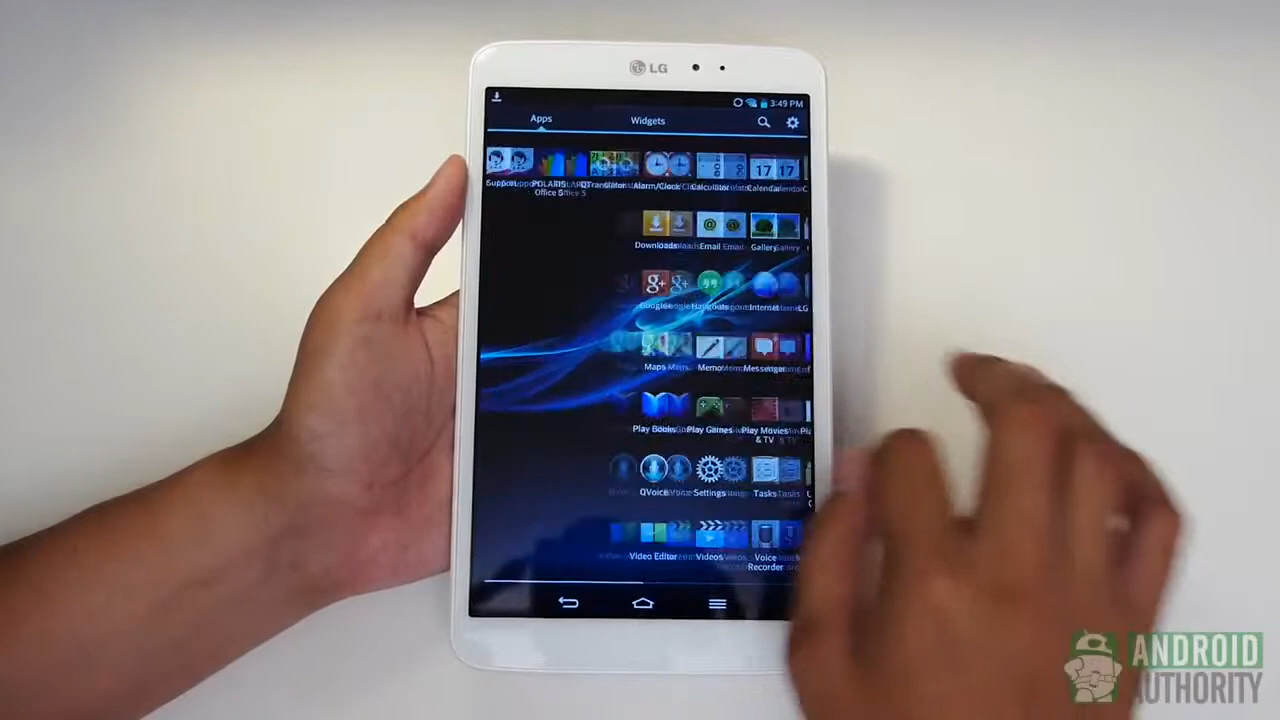 LG
3:49 PM
Apps Widgets
Support POLARIS Office 5 QTranslator Alarm/Clock Calculator Calendar
Downloads Email Gallery
Google+ Hangouts Internet LG
Maps Memo Messenger
Play Books Play Games Play Movies & TV
QVoice Settings Tasks
Video Editor Videos Voice Recorder
ANDROID
AUTHORITY